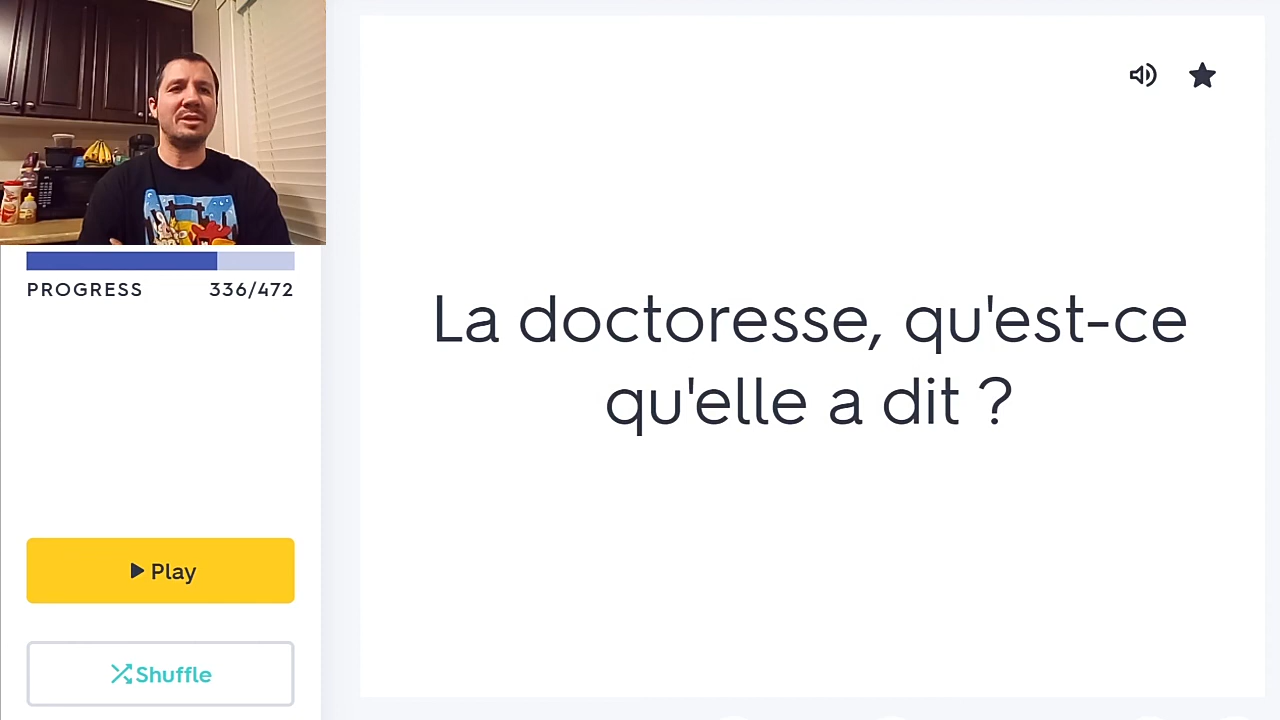 PROGRESS 336/472
Play
Shuffle
La doctoresse, qu'est-ce
qu'elle a dit ?